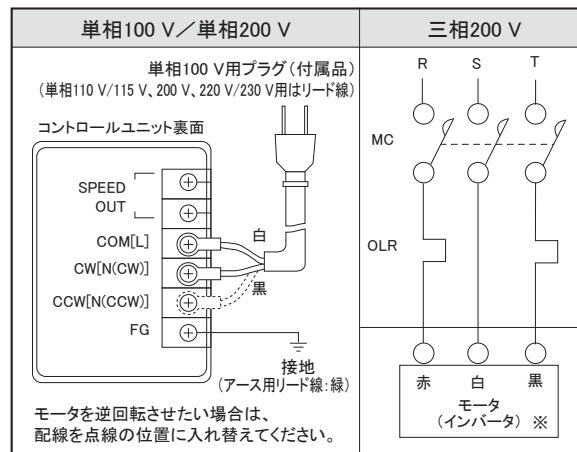 単相100 V／単相200 V
単相100 V用プラグ（付属品）
（単相110 V/115 V、200 V、220 V/230 V用はリード線）
コントロールユニット裏面
SPEED
OUT
COM[L]
CW[N(CW)]
CCW[N(CCW)]
FG
白
黒
接地
（アース用リード線：緑）
モータを逆回転させたい場合は、
配線を点線の位置に入れ替えてください。
三相200 V
R S T
MC
OLR
赤 白 黒
モータ
（インバータ） ※